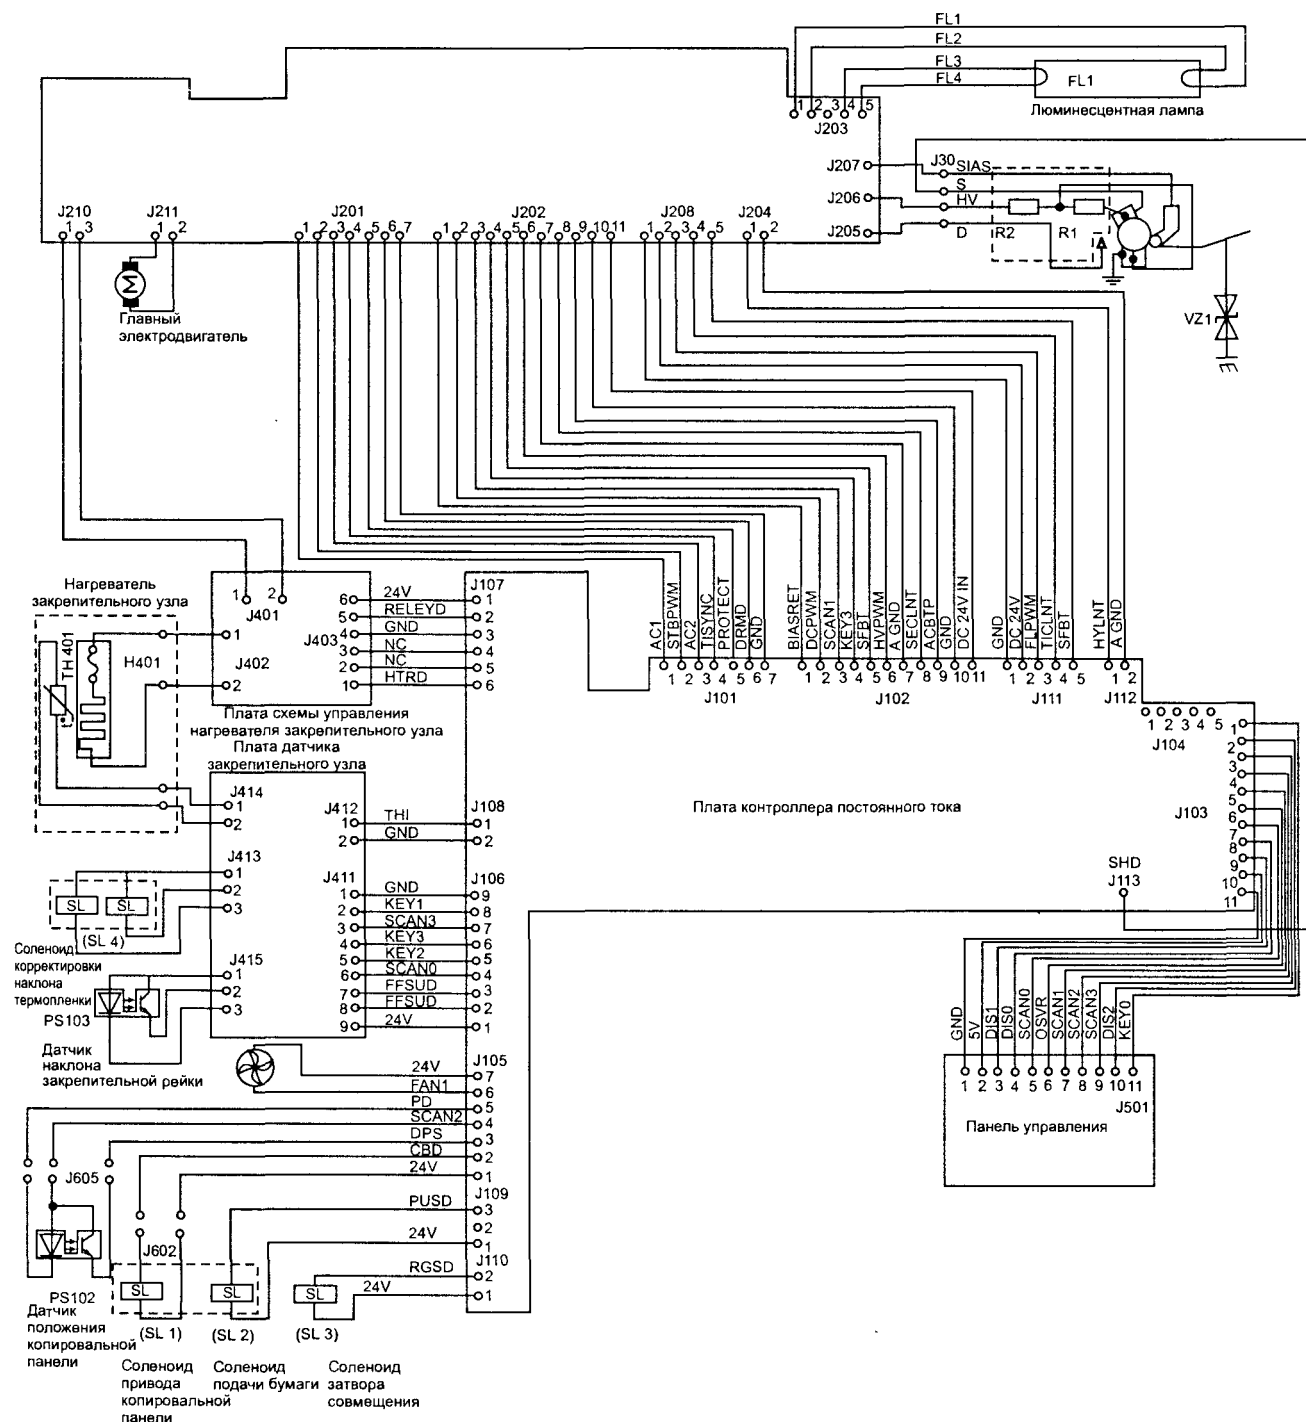 FL1
FL2
FL3
FL4
FL1
Люминесцентная лампа
1 2 3 4 5
J203
J207
J206
J205
J30
SIAS
S
HV
D
R2
R1
VZ1
J210
1 3
J211
1 2
J201
1 2 3 4 5 6 7
J202
1 2 3 4 5 6 7 8 9 10 11
J208
1 2 3 4 5
J204
1 2
M
Главный
электродвигатель
Нагреватель
закрепительного узла
TH401
H401
1 2
J401
J403
J402
1
2
6
5
4
3
2
1
24V
RELEYD
GND
NC
NC
HTRD
J107
1
2
3
4
5
6
Плата схемы управления
нагревателя закрепительного узла
Плата датчика
закрепительного узла
AC1
STBPWM
AC2
TISYNC
PROTECT
DRMD
GND
1 2 3 4 5 6 7
J101
BIASRET
DCPWM
SCAN1
KEY3
SFBT
HVPWM
A GND
SECLNT
ACBTP
GND
DC 24V IN
1 2 3 4 5 6 7 8 9 10 11
J102
GND
DC 24V
FLPWM
TICLNT
SFBT
1 2 3 4 5
J111
HYLNT
A GND
1 2
J112
1 2 3 4 5
J104
Плата контроллера постоянного тока
J103
1
2
3
4
5
6
7
8
9
10
11
SHD
J113
J414
1
2
J412
1
2
THI
GND
J108
1
2
J413
1
2
3
SL
SL
(SL 4)
Соленоид
корректировки
наклона
термопленки
J411
1
2
3
4
5
6
7
8
9
GND
KEY1
SCAN3
KEY3
KEY2
SCAN0
FFSUD
FFSUD
24V
J106
9
8
7
6
5
4
3
2
1
J415
1
2
3
PS103
Датчик
наклона
закрепительной рейки
24V
FAN1
PD
SCAN2
DPS
CBD
24V
J105
7
6
5
4
3
2
1
J605
PUSD
24V
J109
3
2
1
J602
RGSD
24V
J110
2
1
PS102
Датчик
положения
копировальной
панели
SL
SL
SL
(SL 1)
(SL 2)
(SL 3)
Соленоид
привода
копировальной
панели
Соленоид
подачи бумаги
Соленоид
затвора
совмещения
GND
5V
DIS1
DIS0
SCAN0
OSVR
SCAN1
SCAN2
SCAN3
DIS2
KEY0
1 2 3 4 5 6 7 8 9 10 11
J501
Панель управления